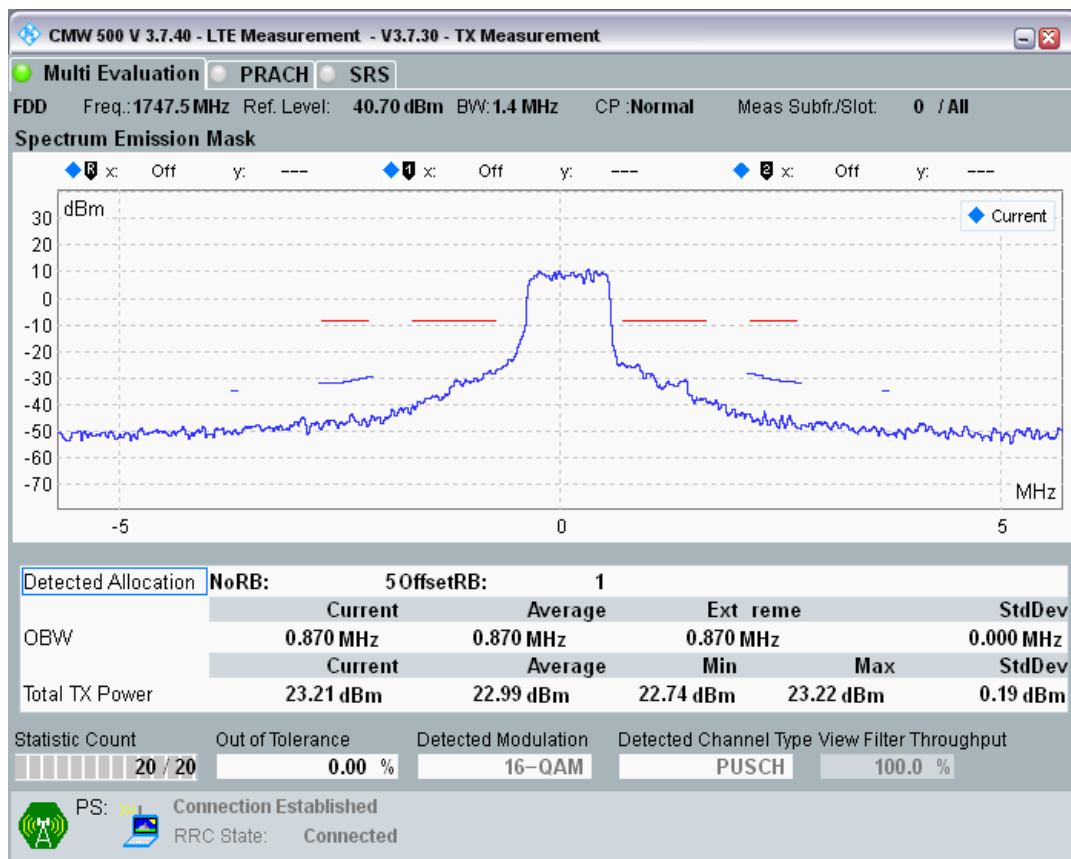 CMW 500 V 3.7.40 - LTE Measurement - V3.7.30 - TX Measurement
Multi Evaluation PRACH SRS
FDD Freq.: 1747.5 MHz Ref. Level: 40.70 dBm BW: 1.4 MHz CP :Normal Meas Subfr./Slot: 0 / All
Spectrum Emission Mask
R x: Off y: --- 1 x: Off y: --- 2 x: Off y: ---
dBm
Current
30
20
10
0
-10
-20
-30
-40
-50
-60
-70
MHz
-5 0 5
Detected Allocation NoRB: 5 OffsetRB: 1
Current Average Ext reme StdDev
OBW 0.870 MHz 0.870 MHz 0.870 MHz 0.000 MHz
Current Average Min Max StdDev
Total TX Power 23.21 dBm 22.99 dBm 22.74 dBm 23.22 dBm 0.19 dBm
Statistic Count Out of Tolerance Detected Modulation Detected Channel Type View Filter Throughput
20 / 20 0.00 % 16-QAM PUSCH 100.0 %
PS: Connection Established
RRC State: Connected